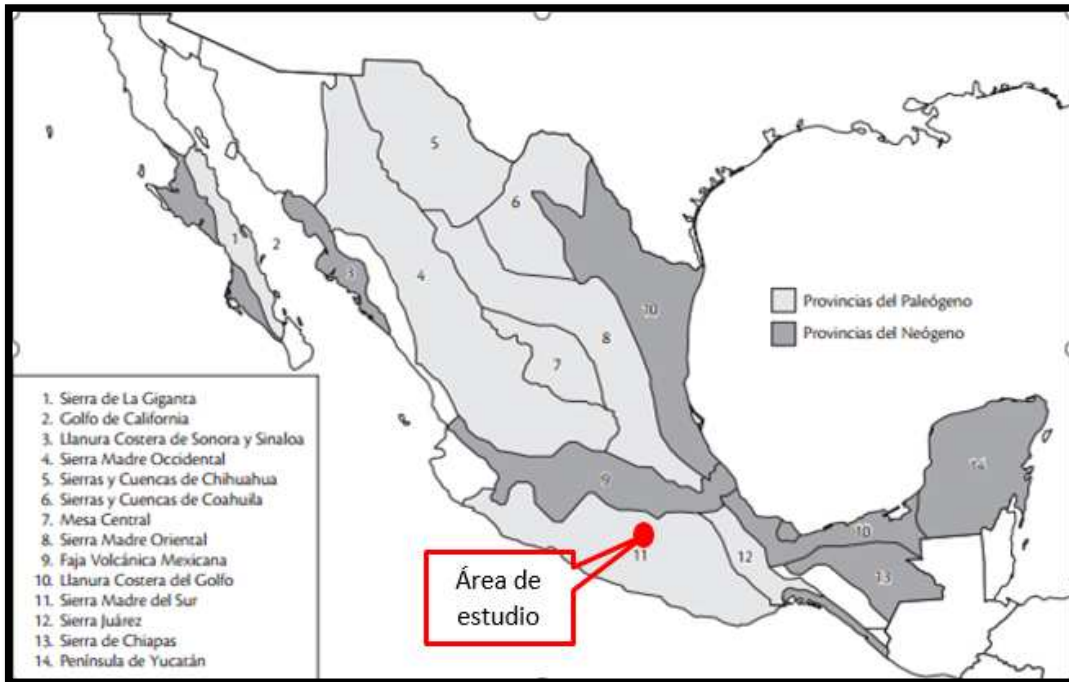 5
6
1
2
3
4
10
8
7
Provincias del Paleógeno
Provincias del Neógeno
1. Sierra de La Giganta
2. Golfo de California
3. Llanura Costera de Sonora y Sinaloa
4. Sierra Madre Occidental
5. Sierras y Cuencas de Chihuahua
6. Sierras y Cuencas de Coahuila
7. Mesa Central
8. Sierra Madre Oriental
9. Faja Volcánica Mexicana
10. Llanura Costera del Golfo
11. Sierra Madre del Sur
12. Sierra Juárez
13. Sierra de Chiapas
14. Península de Yucatán
9
14
10
11
12
13
Área de
estudio